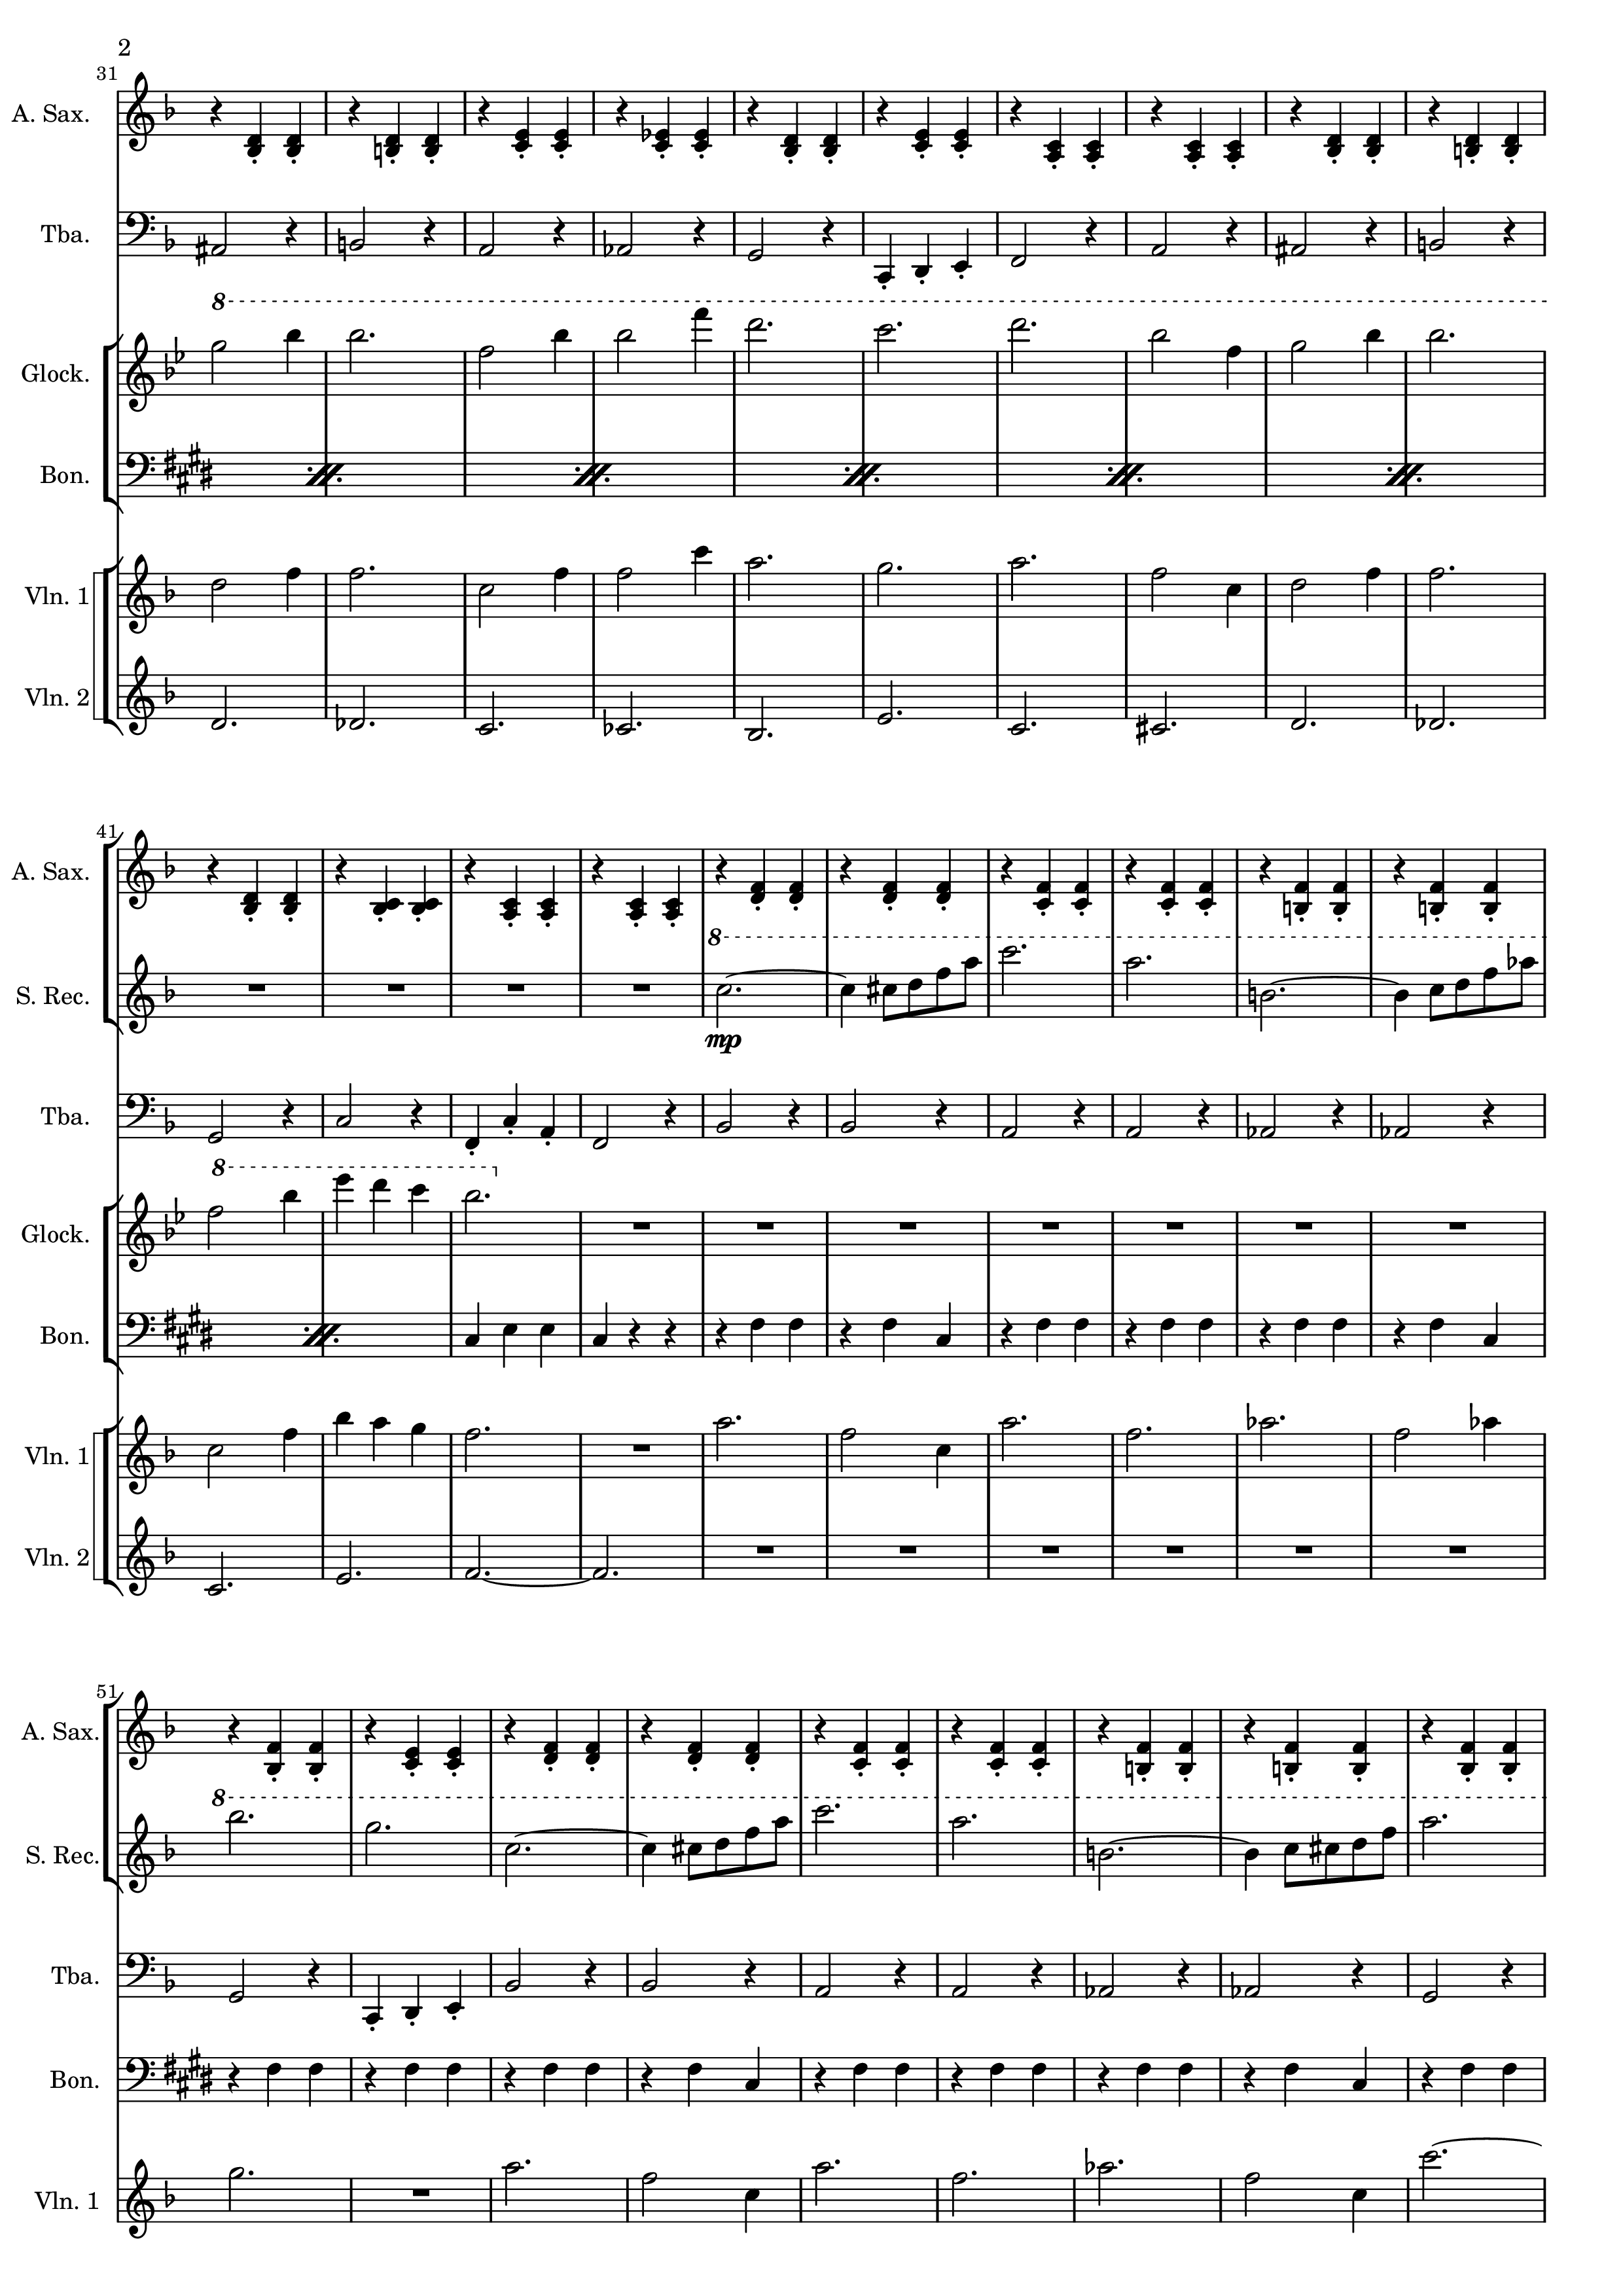 2
31
A. Sax.
Tba.
8
Glock.
Bon.
Vln. 1
Vln. 2
41
A. Sax.
8
S. Rec.
mp
Tba.
8
Glock.
Bon.
Vln. 1
Vln. 2
51
A. Sax.
8
S. Rec.
Tba.
Bon.
Vln. 1